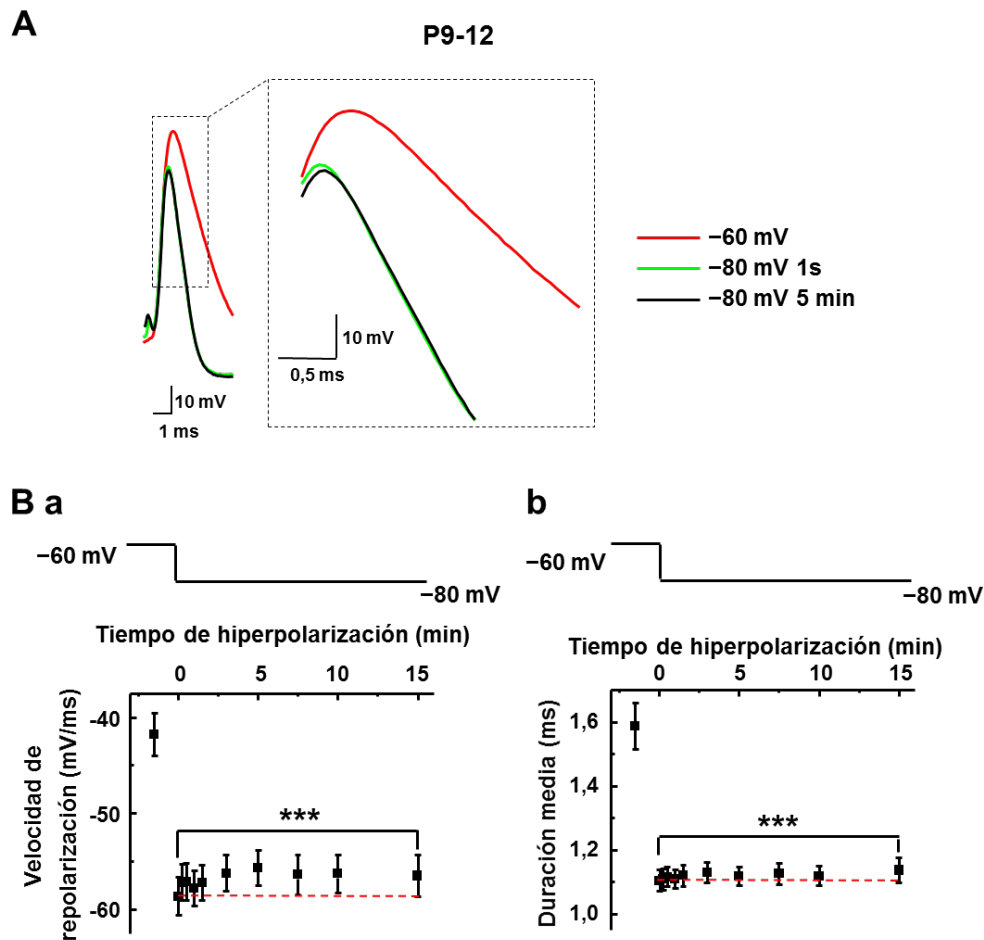 A
P9-12
−60 mV
−80 mV 1s
−80 mV 5 min
10 mV
0,5 ms
10 mV
1 ms
B a
−60 mV
−80 mV
Tiempo de hiperpolarización (min)
0 5 10 15
Velocidad de
repolarización (mV/ms)
-40
-50
-60
***
b
−60 mV
−80 mV
Tiempo de hiperpolarización (min)
0 5 10 15
Duración media (ms)
1,6
1,4
1,2
1,0
***